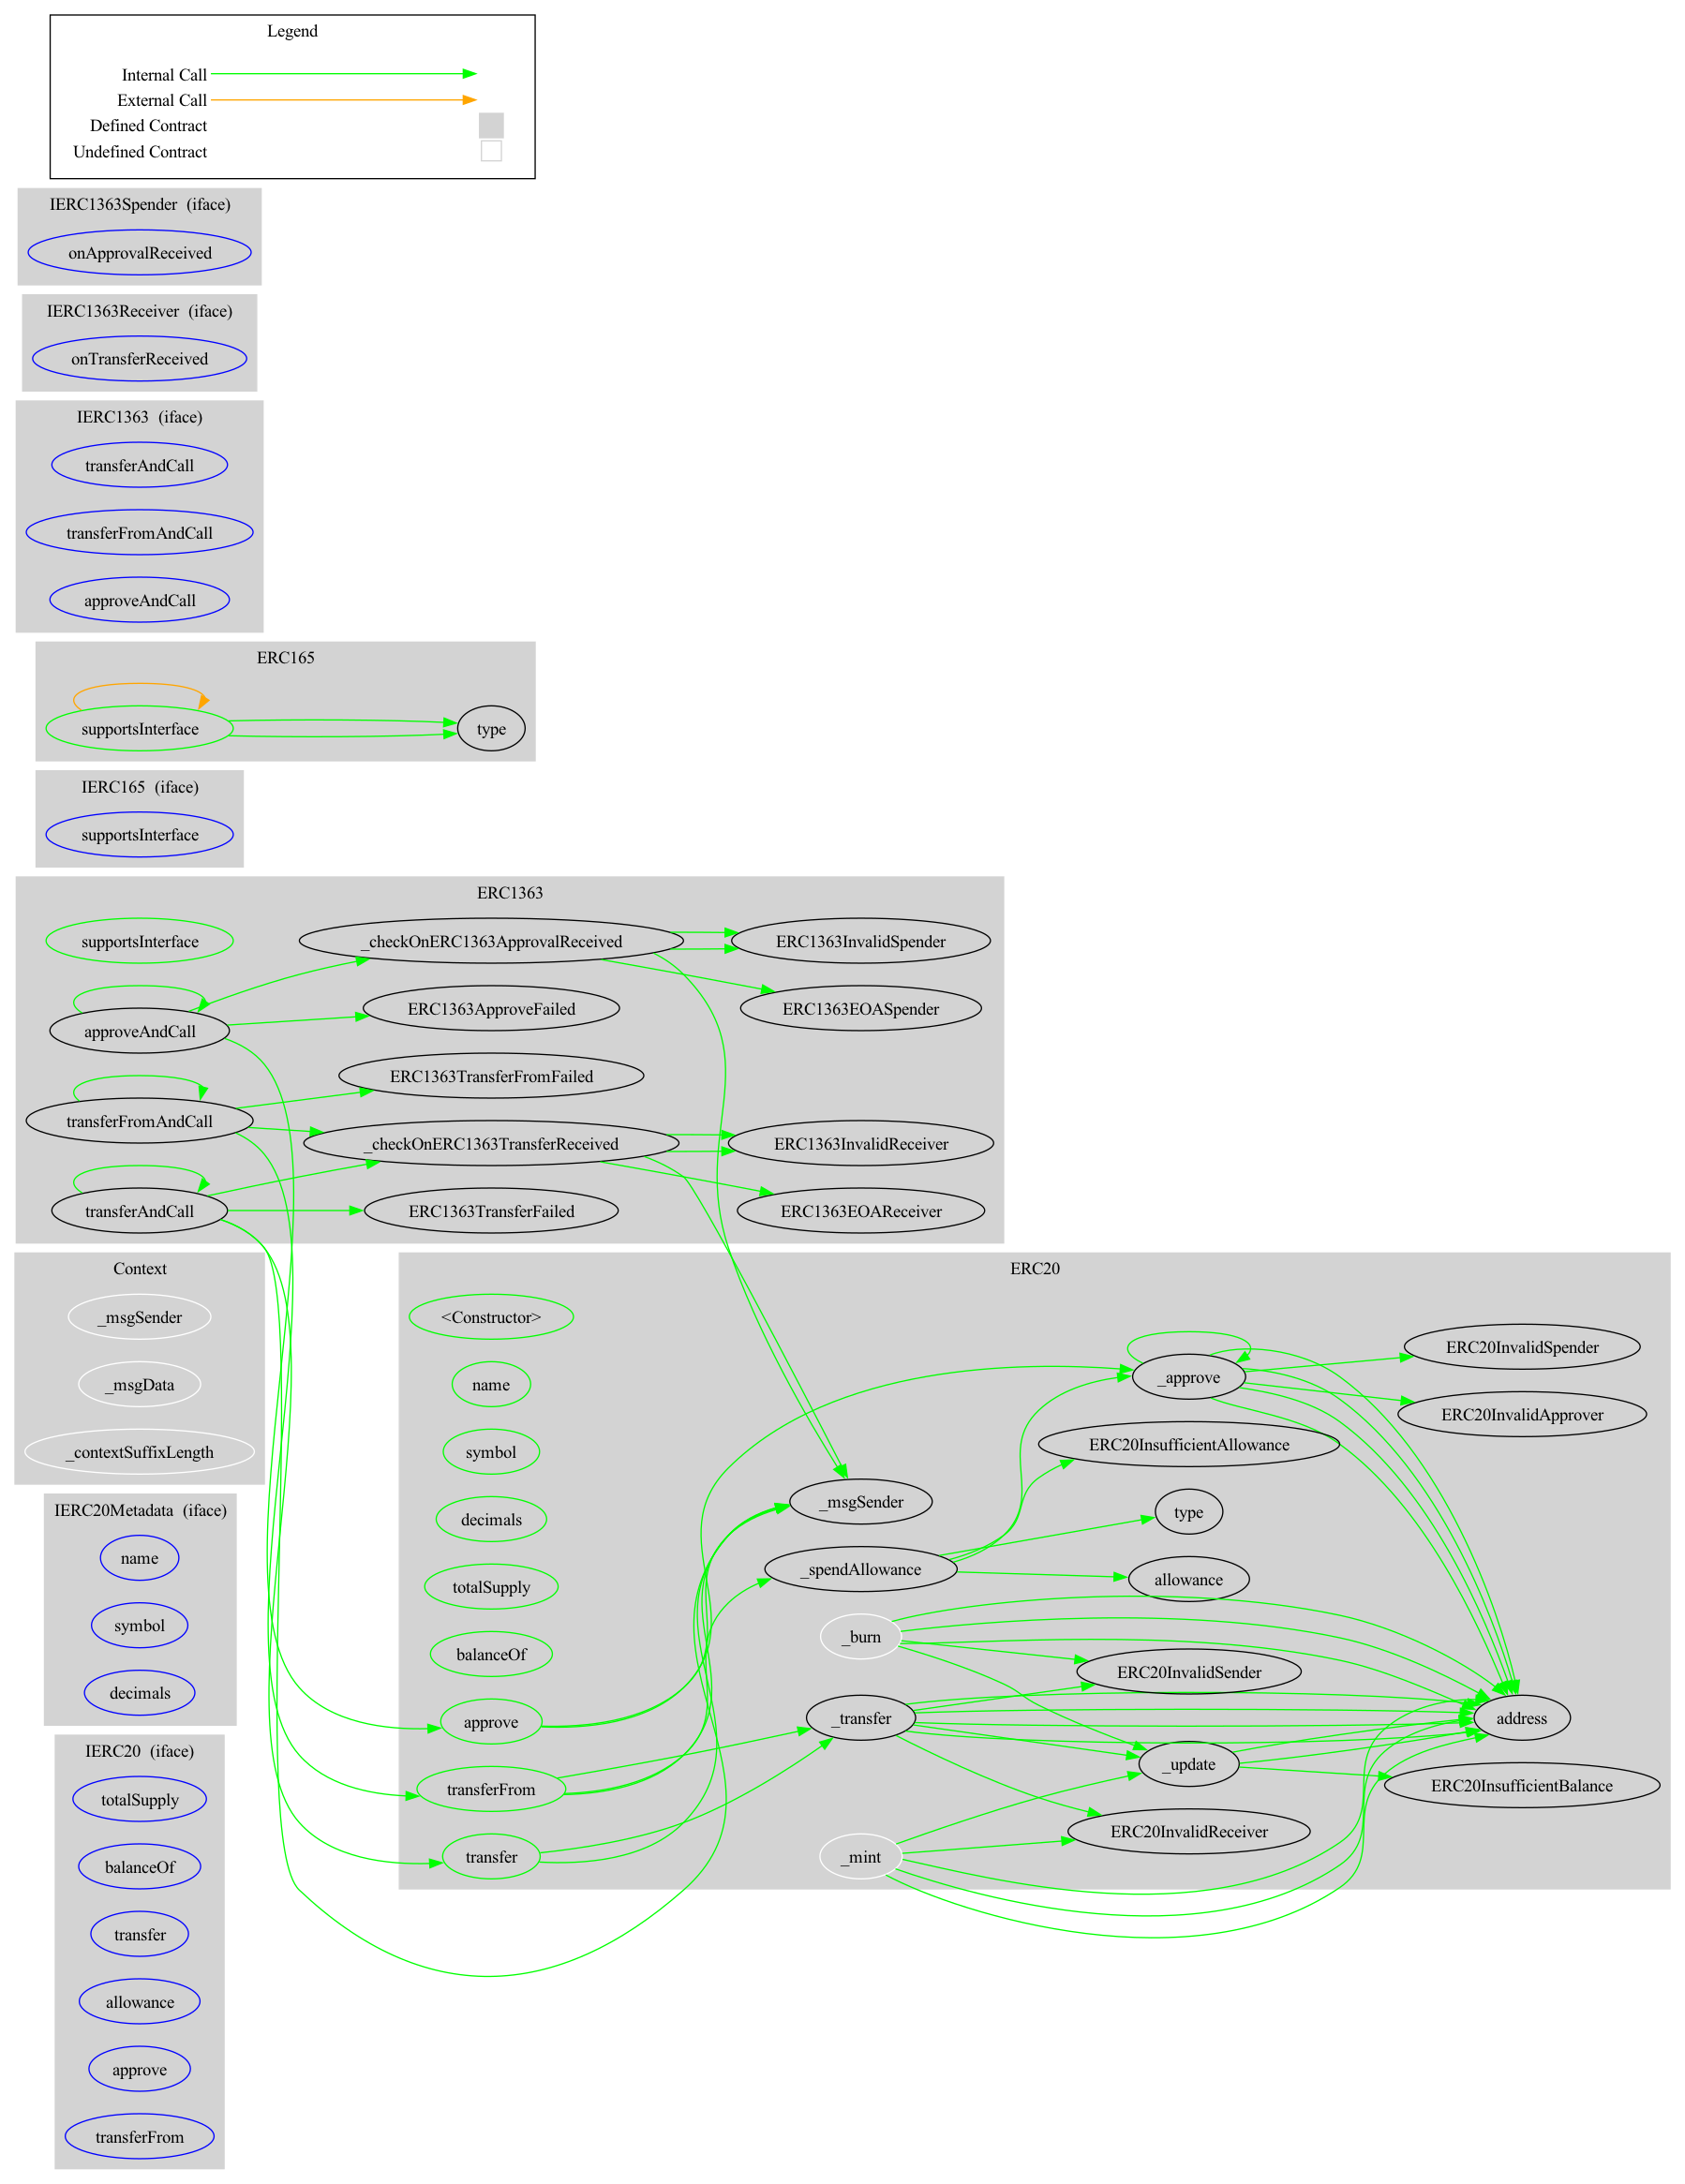 Legend
Internal Call
External Call
Defined Contract
Undefined Contract
IERC1363Spender  (iface)
onApprovalReceived
IERC1363Receiver  (iface)
onTransferReceived
IERC1363  (iface)
transferAndCall
transferFromAndCall
approveAndCall
ERC165
supportsInterface
type
IERC165  (iface)
supportsInterface
ERC1363
supportsInterface
approveAndCall
transferFromAndCall
transferAndCall
_checkOnERC1363ApprovalReceived
ERC1363ApproveFailed
ERC1363TransferFromFailed
_checkOnERC1363TransferReceived
ERC1363TransferFailed
ERC1363InvalidSpender
ERC1363EOASpender
ERC1363InvalidReceiver
ERC1363EOAReceiver
Context
_msgSender
_msgData
_contextSuffixLength
IERC20Metadata  (iface)
name
symbol
decimals
IERC20  (iface)
totalSupply
balanceOf
transfer
allowance
approve
transferFrom
ERC20
<Constructor>
name
symbol
decimals
totalSupply
balanceOf
approve
transferFrom
transfer
_msgSender
_spendAllowance
_burn
_transfer
_mint
_approve
ERC20InsufficientAllowance
type
allowance
ERC20InvalidSender
_update
ERC20InvalidReceiver
ERC20InvalidSpender
ERC20InvalidApprover
address
ERC20InsufficientBalance